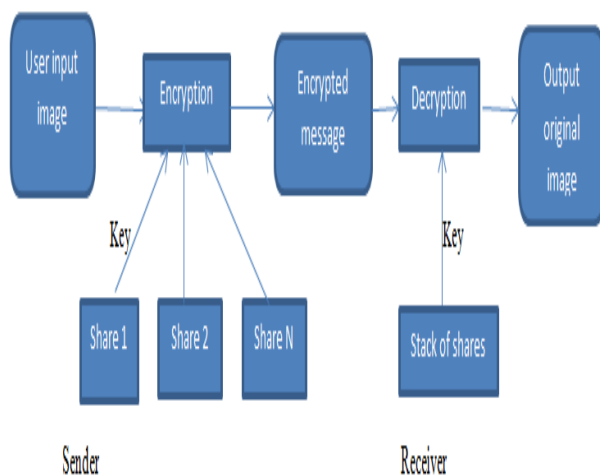 User input
image
Encryption
Encrypted
message
Decryption
Output
original
image
Key
Key
Share 1
Share 2
Share N
Stack of shares
Sender
Receiver